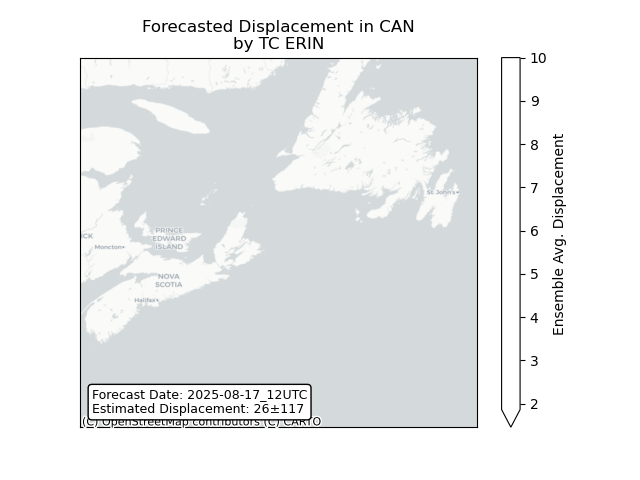 Forecasted Displacement in CAN
by TC ERIN
10
9
8
7
6
5
4
3
2
Ensemble Avg. Displacement
St. John's
ICK
Moncton
PRINCE
EDWARD
ISLAND
NOVA
SCOTIA
Halifax
Forecast Date: 2025-08-17_12UTC
Estimated Displacement: 26±117
(C) OpenStreetMap contributors (C) CARTO